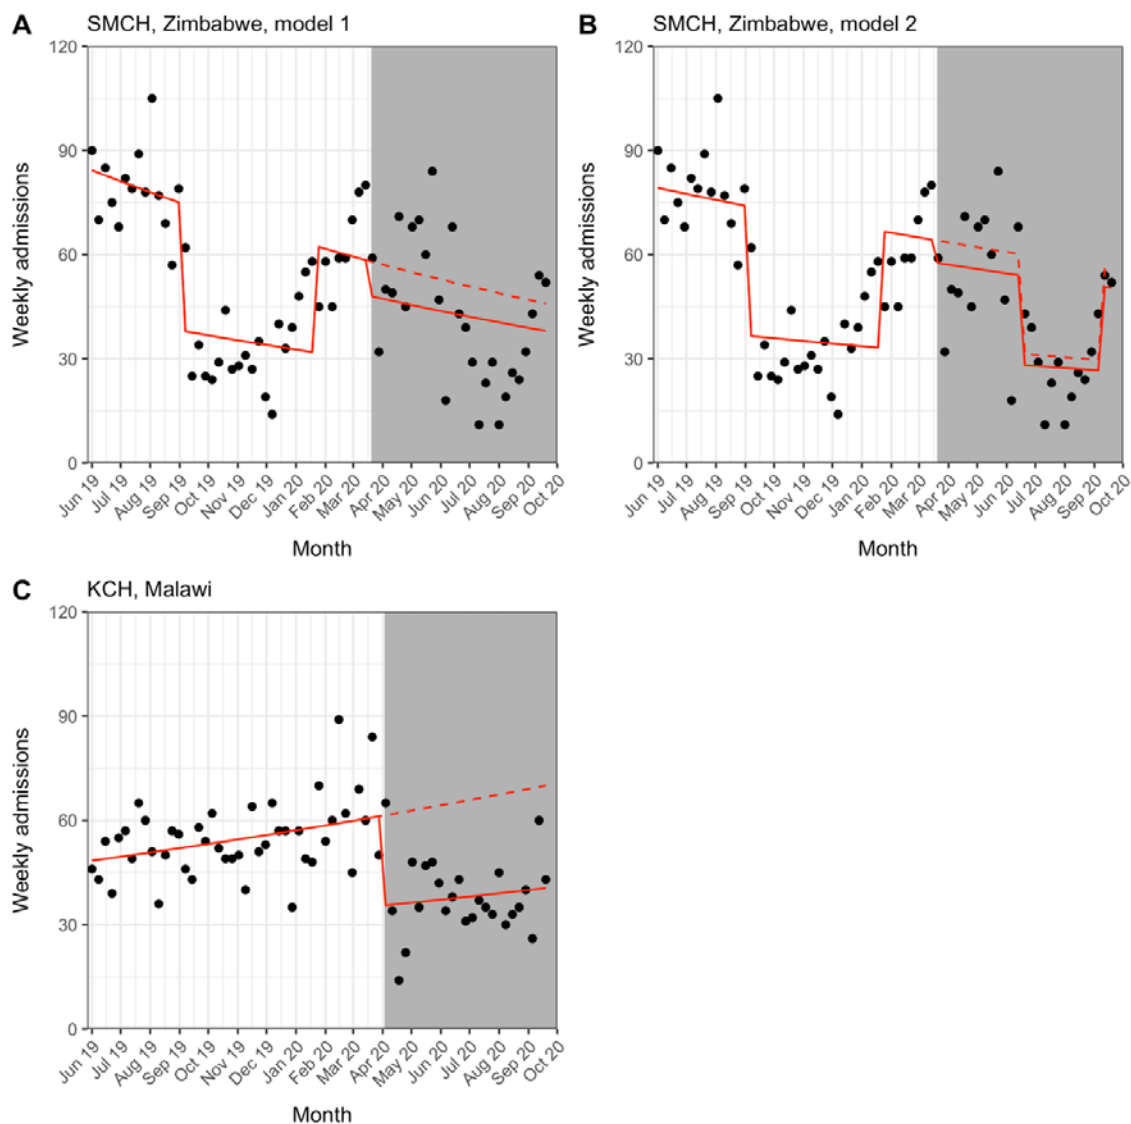 A SMCH, Zimbabwe, model 1
120
90
60
30
0
Weekly admissions
Jun 19 Jul 19 Aug 19 Sep 19 Oct 19 Nov 19 Dec 19 Jan 20 Feb 20 Mar 20 Apr 20 May 20 Jun 20 Jul 20 Aug 20 Sep 20 Oct 20
Month
B SMCH, Zimbabwe, model 2
120
90
60
30
0
Weekly admissions
Jun 19 Jul 19 Aug 19 Sep 19 Oct 19 Nov 19 Dec 19 Jan 20 Feb 20 Mar 20 Apr 20 May 20 Jun 20 Jul 20 Aug 20 Sep 20 Oct 20
Month
C KCH, Malawi
120
90
60
30
0
Weekly admissions
Jun 19 Jul 19 Aug 19 Sep 19 Oct 19 Nov 19 Dec 19 Jan 20 Feb 20 Mar 20 Apr 20 May 20 Jun 20 Jul 20 Aug 20 Sep 20 Oct 20
Month